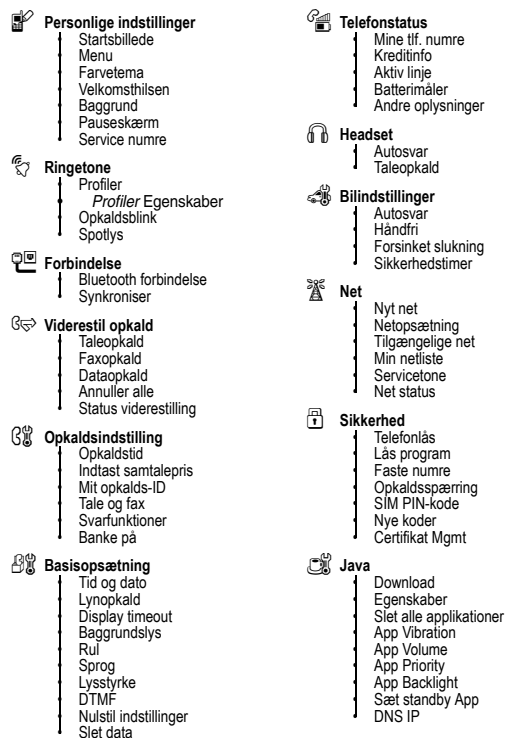 Personlige indstillinger
Startsbillede
Menu
Farvetema
Velkomsthilsen
Baggrund
Pauseskærm
Service numre
Ringetone
Profiler
Profiler Egenskaber
Opkaldsblink
Spotlys
Forbindelse
Bluetooth forbindelse
Synkroniser
Viderestil opkald
Taleopkald
Faxopkald
Dataopkald
Annuller alle
Status viderestilling
Opkaldsindstilling
Opkaldstid
Indtast samtalepris
Mit opkalds-ID
Tale og fax
Svarfunktioner
Banke på
Basisopsætning
Tid og dato
Lynopkald
Display timeout
Baggrundslys
Rul
Sprog
Lysstyrke
DTMF
Nulstil indstillinger
Slet data
Telefonstatus
Mine tlf. numre
Kreditinfo
Aktiv linje
Batterimåler
Andre oplysninger
Headset
Autosvar
Taleopkald
Bilindstillinger
Autosvar
Håndfri
Forsinket slukning
Sikkerhedstimer
Net
Nyt net
Netopsætning
Tilgængelige net
Min netliste
Servicetone
Net status
Sikkerhed
Telefonlås
Lås program
Faste numre
Opkaldsspærring
SIM PIN-kode
Nye koder
Certifikat Mgmt
Java
Download
Egenskaber
Slet alle applikationer
App Vibration
App Volume
App Priority
App Backlight
Sæt standby App
DNS IP